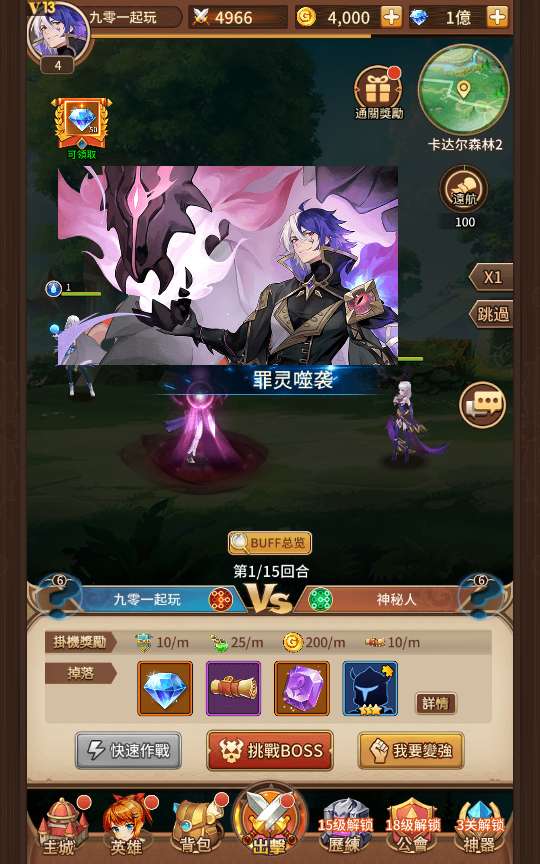 V13
九零一起玩
4966
4,000
1億
4
50
可領取
通關獎勵
卡达尔森林2
遠航
100
X1
跳過
1
罪灵噬袭
BUFF总览
第1/15回合
6
九零一起玩
Vs
神秘人
6
掛機獎勵
10/m
25/m
200/m
10/m
掉落
詳情
快速作戰
挑戰BOSS
我要變強
主城
英雄
背包
出擊
15級解鎖
歷練
18級解鎖
公會
3关解鎖
神器